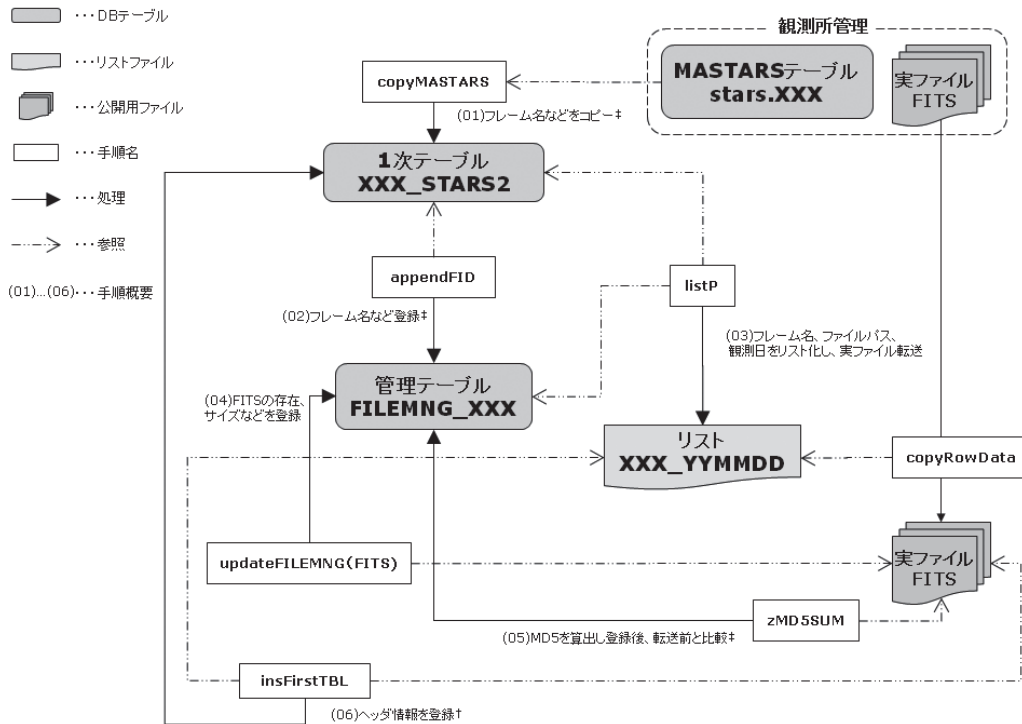 ･･･DBテーブル
･･･リストファイル
･･･公開用ファイル
･･･手順名
･･･処理
･･･参照
(01)...(06)･･･手順概要
観測所管理
MASTARSテーブル
stars.XXX
実ファイル
FITS
copyMASTARS
(01)フレーム名などをコピー‡
1次テーブル
XXX_STARS2
appendFID
listP
(02)フレーム名など登録‡
(03)フレーム名、ファイルパス、
観測日をリスト化し、実ファイル転送
管理テーブル
FILEMNG_XXX
(04)FITSの存在、
サイズなどを登録
リスト
XXX_YYMMDD
copyRowData
updateFILEMNG(FITS)
実ファイル
FITS
zMD5SUM
(05)MD5を算出し登録後、転送前と比較‡
insFirstTBL
(06)ヘッダ情報を登録†